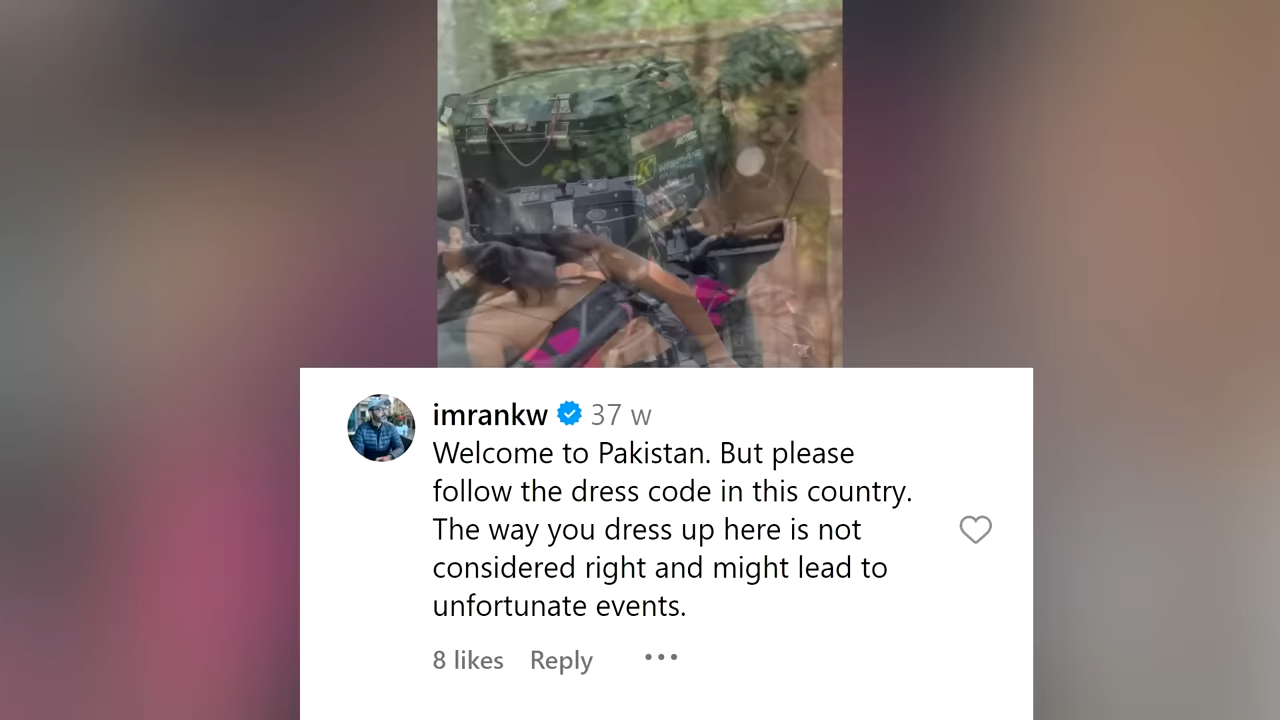 imrankw 37 w
Welcome to Pakistan. But please
follow the dress code in this country.
The way you dress up here is not
considered right and might lead to
unfortunate events.
8 likes Reply